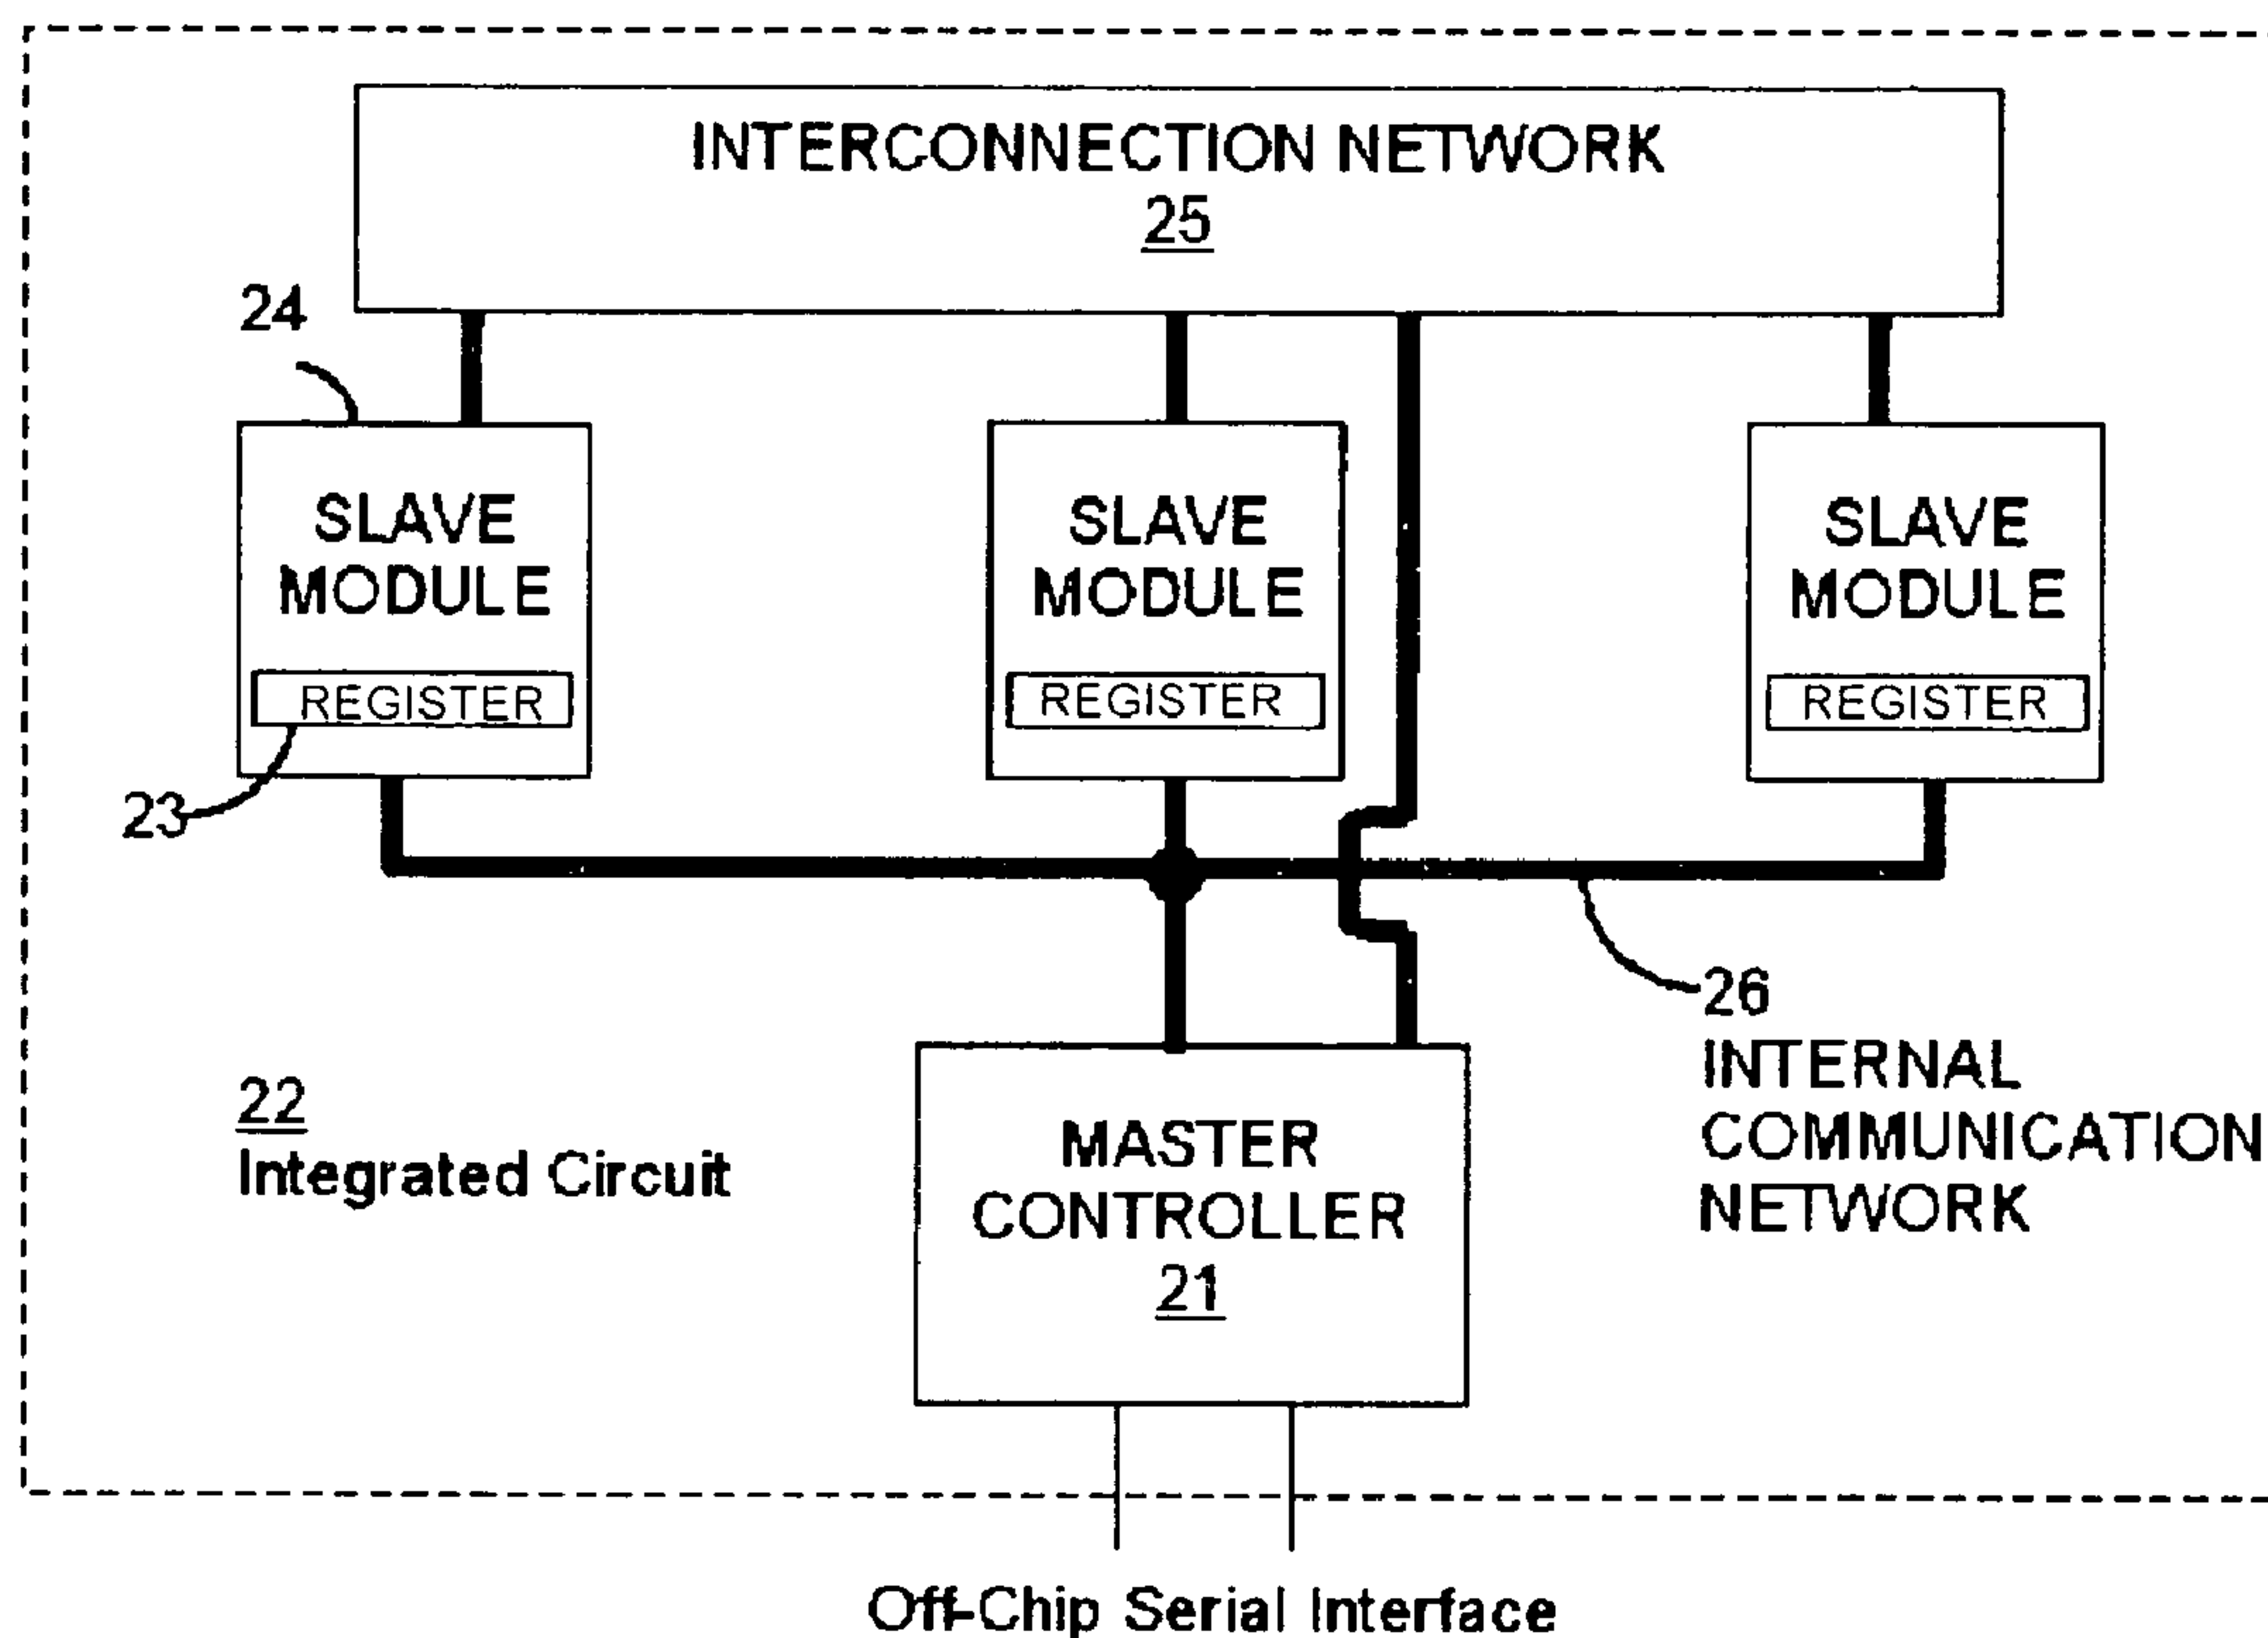 INTERCONNECTION NETWORK
25
24
SLAVE
MODULE
REGISTER
SLAVE
MODULE
REGISTER
SLAVE
MODULE
REGISTER
23
26
INTERNAL
COMMUNICATION
NETWORK
22
Integrated Circuit
MASTER
CONTROLLER
21
Off-Chip Serial Interface